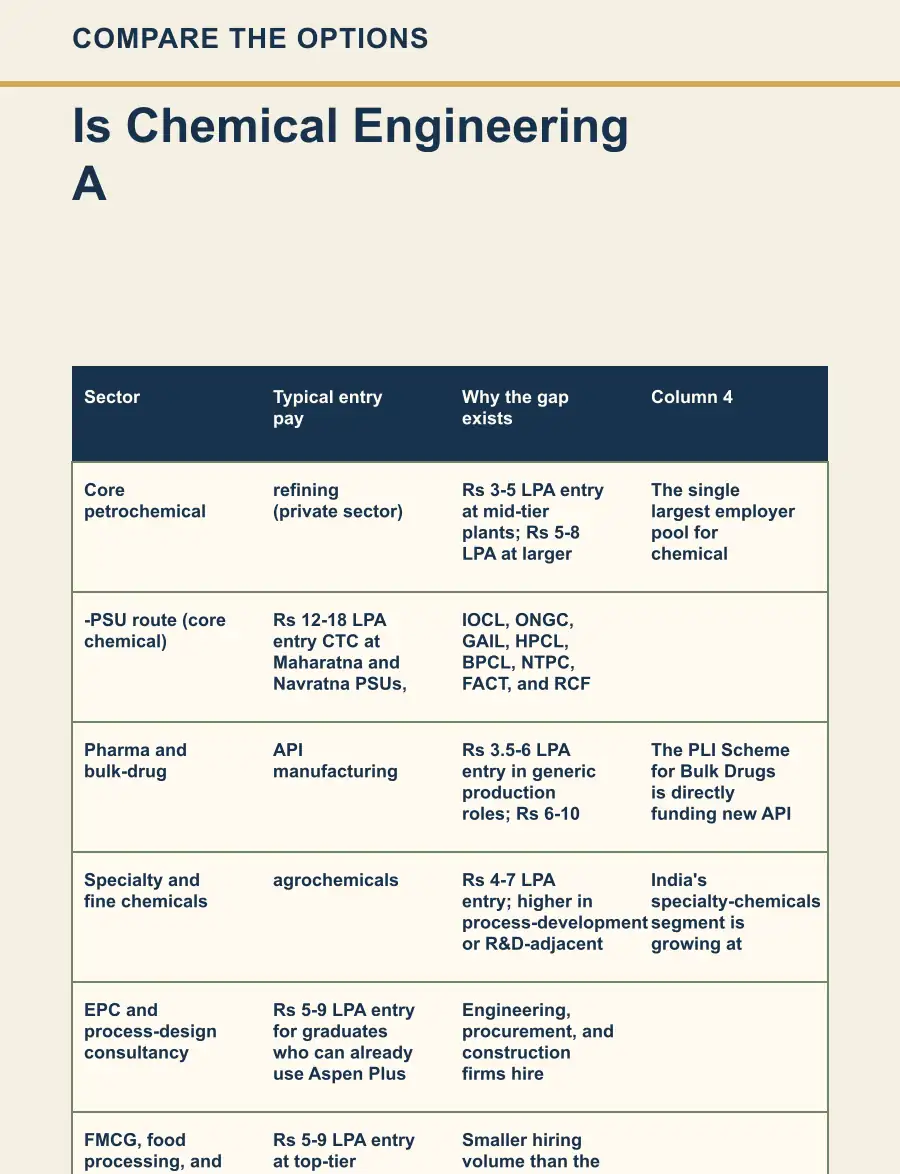 COMPARE THE OPTIONS
Is Chemical Engineering
A
Sector
Typical entry
pay
Why the gap
exists
Column 4
Core
petrochemical
refining
(private sector)
Rs 3-5 LPA entry
at mid-tier
plants; Rs 5-8
LPA at larger
The single
largest employer
pool for
chemical
-PSU route (core
chemical)
Rs 12-18 LPA
entry CTC at
Maharatna and
Navratna PSUs,
IOCL, ONGC,
GAIL, HPCL,
BPCL, NTPC,
FACT, and RCF
Pharma and
bulk-drug
API
manufacturing
Rs 3.5-6 LPA
entry in generic
production
roles; Rs 6-10
The PLI Scheme
for Bulk Drugs
is directly
funding new API
Specialty and
fine chemicals
agrochemicals
Rs 4-7 LPA
entry; higher in
process-development
or R&D-adjacent
India's
specialty-chemicals
segment is
growing at
EPC and
process-design
consultancy
Rs 5-9 LPA entry
for graduates
who can already
use Aspen Plus
Engineering,
procurement, and
construction
firms hire
FMCG, food
processing, and
Rs 5-9 LPA entry
at top-tier
Smaller hiring
volume than the